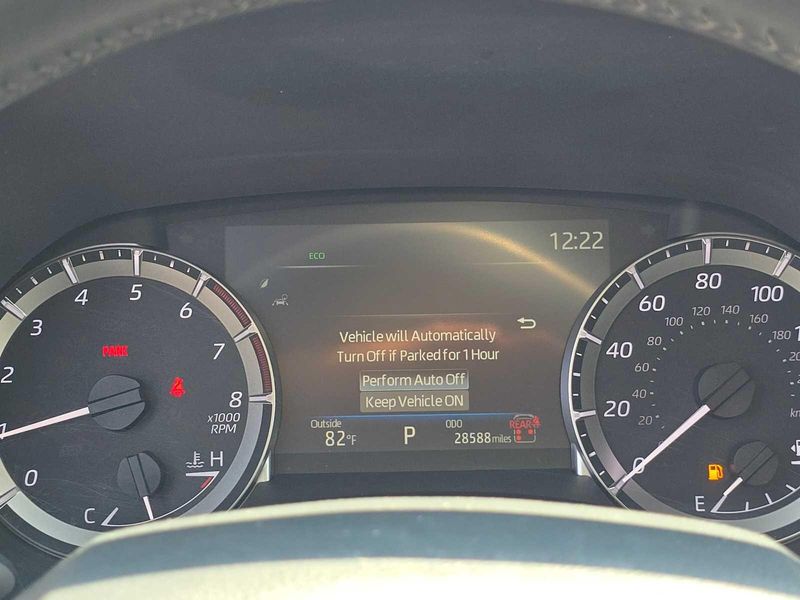 12:22
ECO
Vehicle will Automatically
Turn Off if Parked for 1 Hour
Perform Auto Off
Keep Vehicle ON
Outside
82°F
P
ODO
28588 miles
REAR
0
1
2
3
4
5
6
7
8
x1000
RPM
PARK
C
H
0
20
40
60
80
100
20
40
60
80
100
120
140
160
180
E